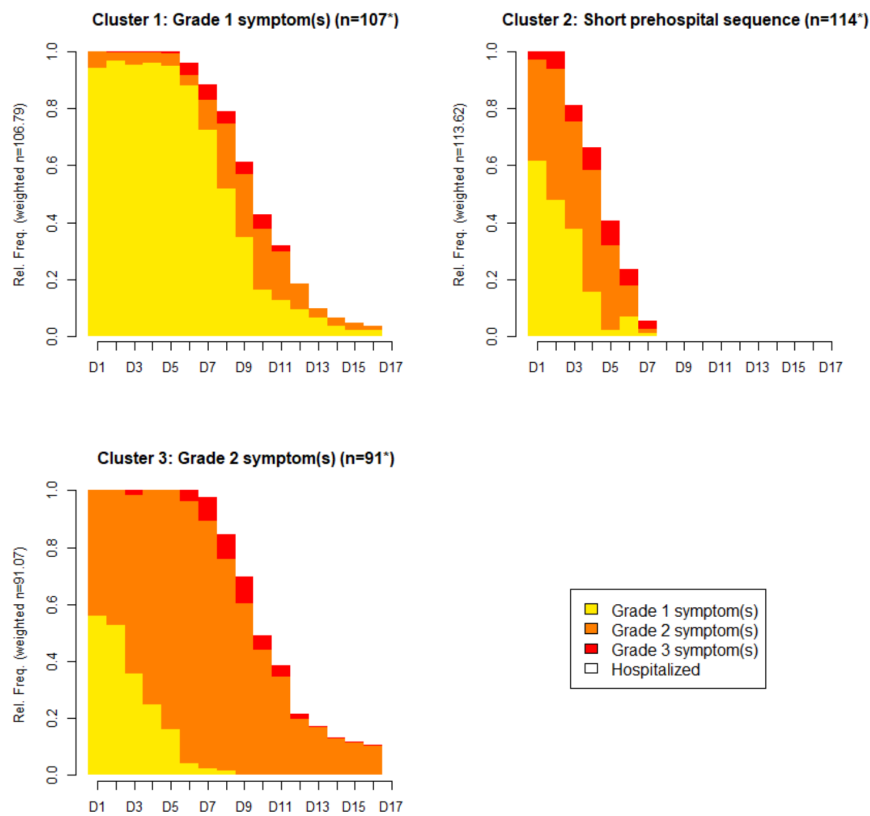 Cluster 1: Grade 1 symptom(s) (n=107*)
Rel. Freq. (weighted n=106.79)
1.0
0.8
0.6
0.4
0.2
0.0
D1 D3 D5 D7 D9 D11 D13 D15 D17
Cluster 2: Short prehospital sequence (n=114*)
Rel. Freq. (weighted n=113.62)
1.0
0.8
0.6
0.4
0.2
0.0
D1 D3 D5 D7 D9 D11 D13 D15 D17
Cluster 3: Grade 2 symptom(s) (n=91*)
Rel. Freq. (weighted n=91.07)
1.0
0.8
0.6
0.4
0.2
0.0
D1 D3 D5 D7 D9 D11 D13 D15 D17
Grade 1 symptom(s)
Grade 2 symptom(s)
Grade 3 symptom(s)
Hospitalized